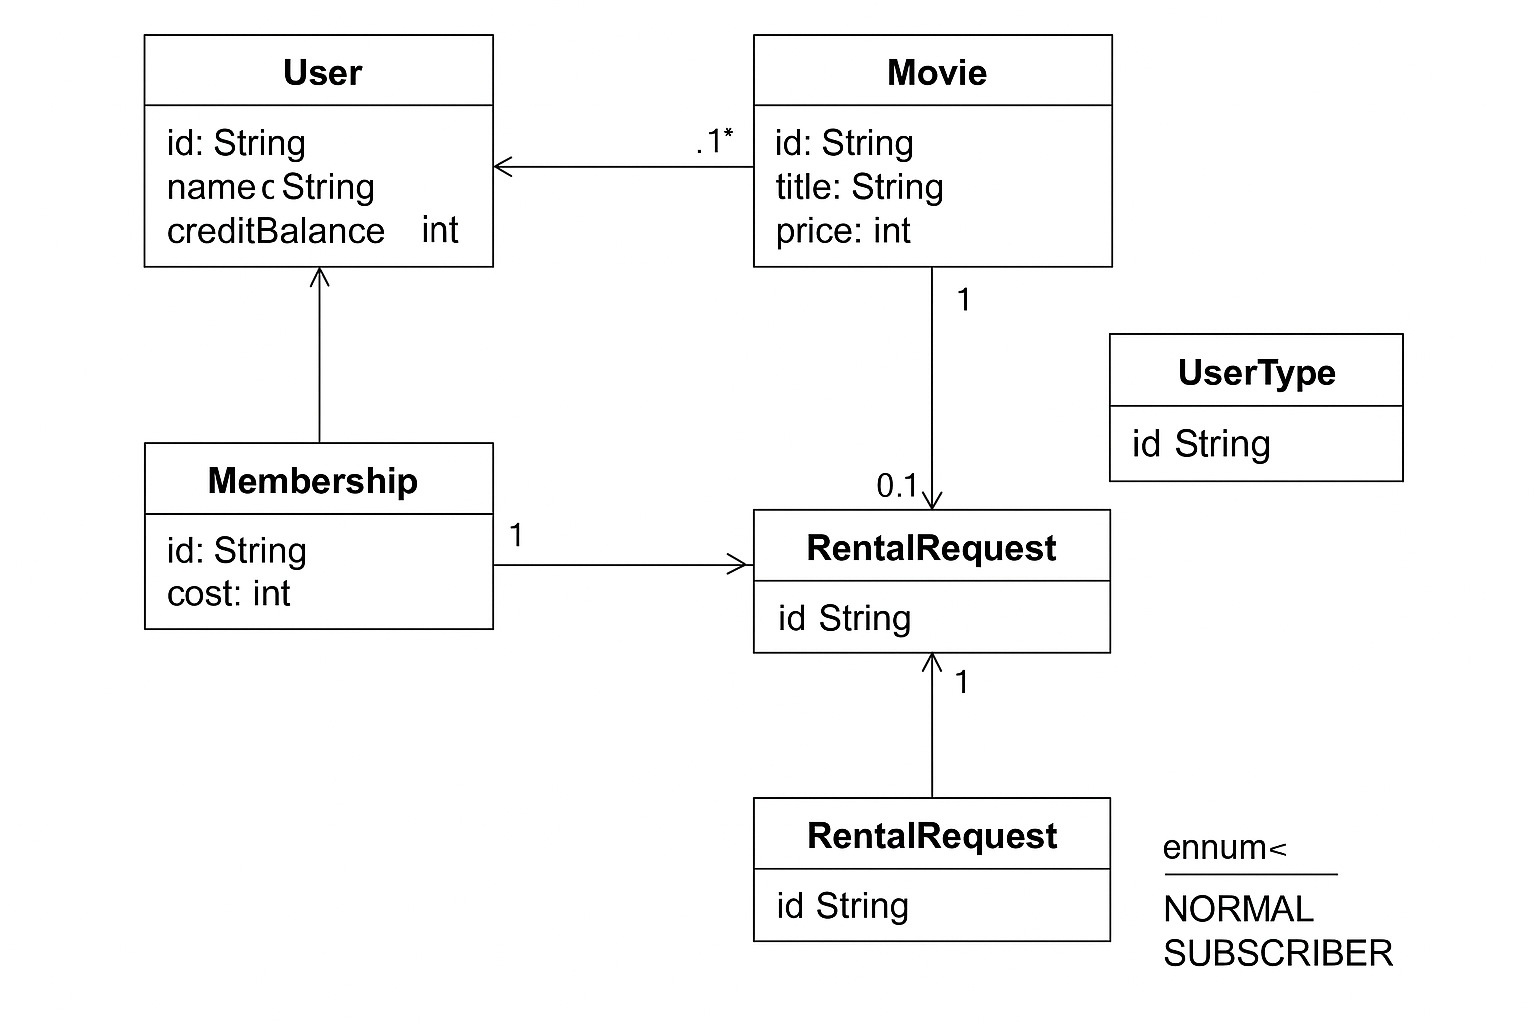 User
id: String
name c String
creditBalance int
.1*
Movie
id: String
title: String
price: int
1
UserType
id String
Membership
id: String
cost: int
1
0.1
RentalRequest
id String
1
RentalRequest
id String
ennum<
NORMAL
SUBSCRIBER